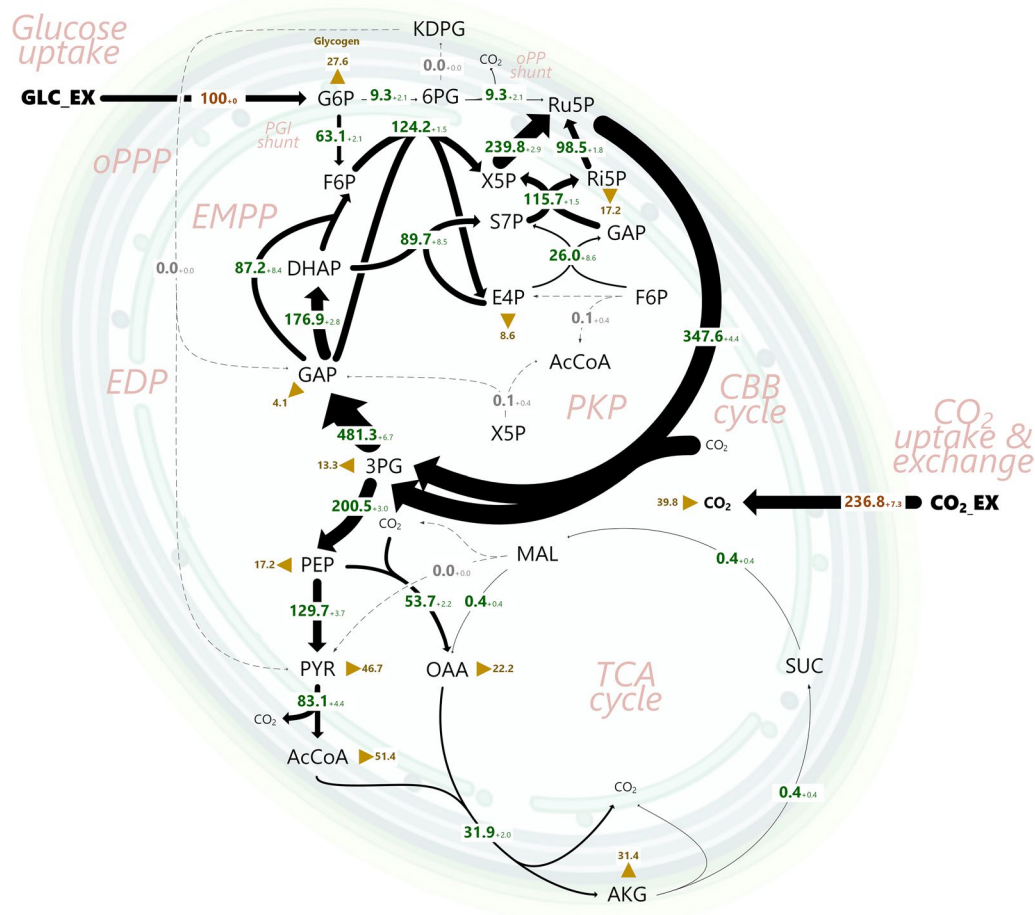 Glucose
uptake
KDPG
Glycogen
27.6
0.0±0.0
CO₂
oPP
shunt
GLC_EX
100±0
G6P
9.3±2.1
6PG
9.3±2.1
Ru5P
PGI
shunt
63.1±2.1
124.2±1.5
239.8±2.9
98.5±1.8
oPPP
F6P
X5P
Ri5P
115.7±1.5
17.2
EMPP
S7P
GAP
89.7±8.5
26.0±8.6
0.0±0.0
87.2±8.4
DHAP
E4P
F6P
176.9±2.8
0.1±0.4
8.6
347.6±4.4
AcCoA
GAP
EDP
4.1
0.1±0.4
PKP
CBB
cycle
X5P
481.3±6.7
CO₂
CO₂
uptake &
exchange
13.3
3PG
200.5±3.0
39.8
CO₂
236.8±7.3
CO₂_EX
CO₂
MAL
0.4±0.4
17.2
PEP
0.0±0.0
129.7±3.7
53.7±2.2
0.4±0.4
PYR
46.7
OAA
22.2
TCA
cycle
SUC
83.1±4.4
CO₂
AcCoA
51.4
CO₂
0.4±0.4
31.9±2.0
31.4
AKG